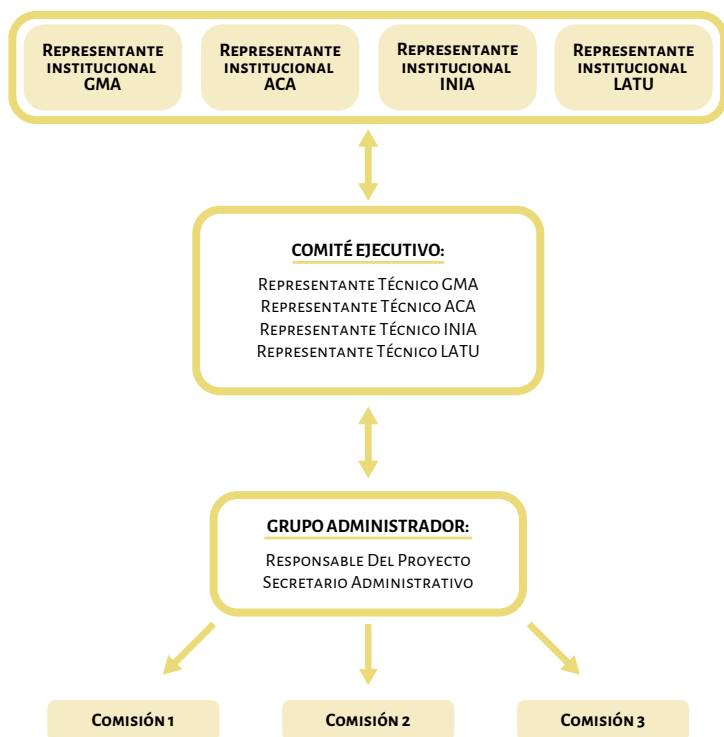 Representante
institucional
GMA
Representante
institucional
ACA
Representante
institucional
INIA
Representante
institucional
LATU
COMITÉ EJECUTIVO:
Representante Técnico GMA
Representante Técnico ACA
Representante Técnico INIA
Representante Técnico LATU
GRUPO ADMINISTRADOR:
Responsable Del Proyecto
Secretario Administrativo
Comisión 1
Comisión 2
Comisión 3